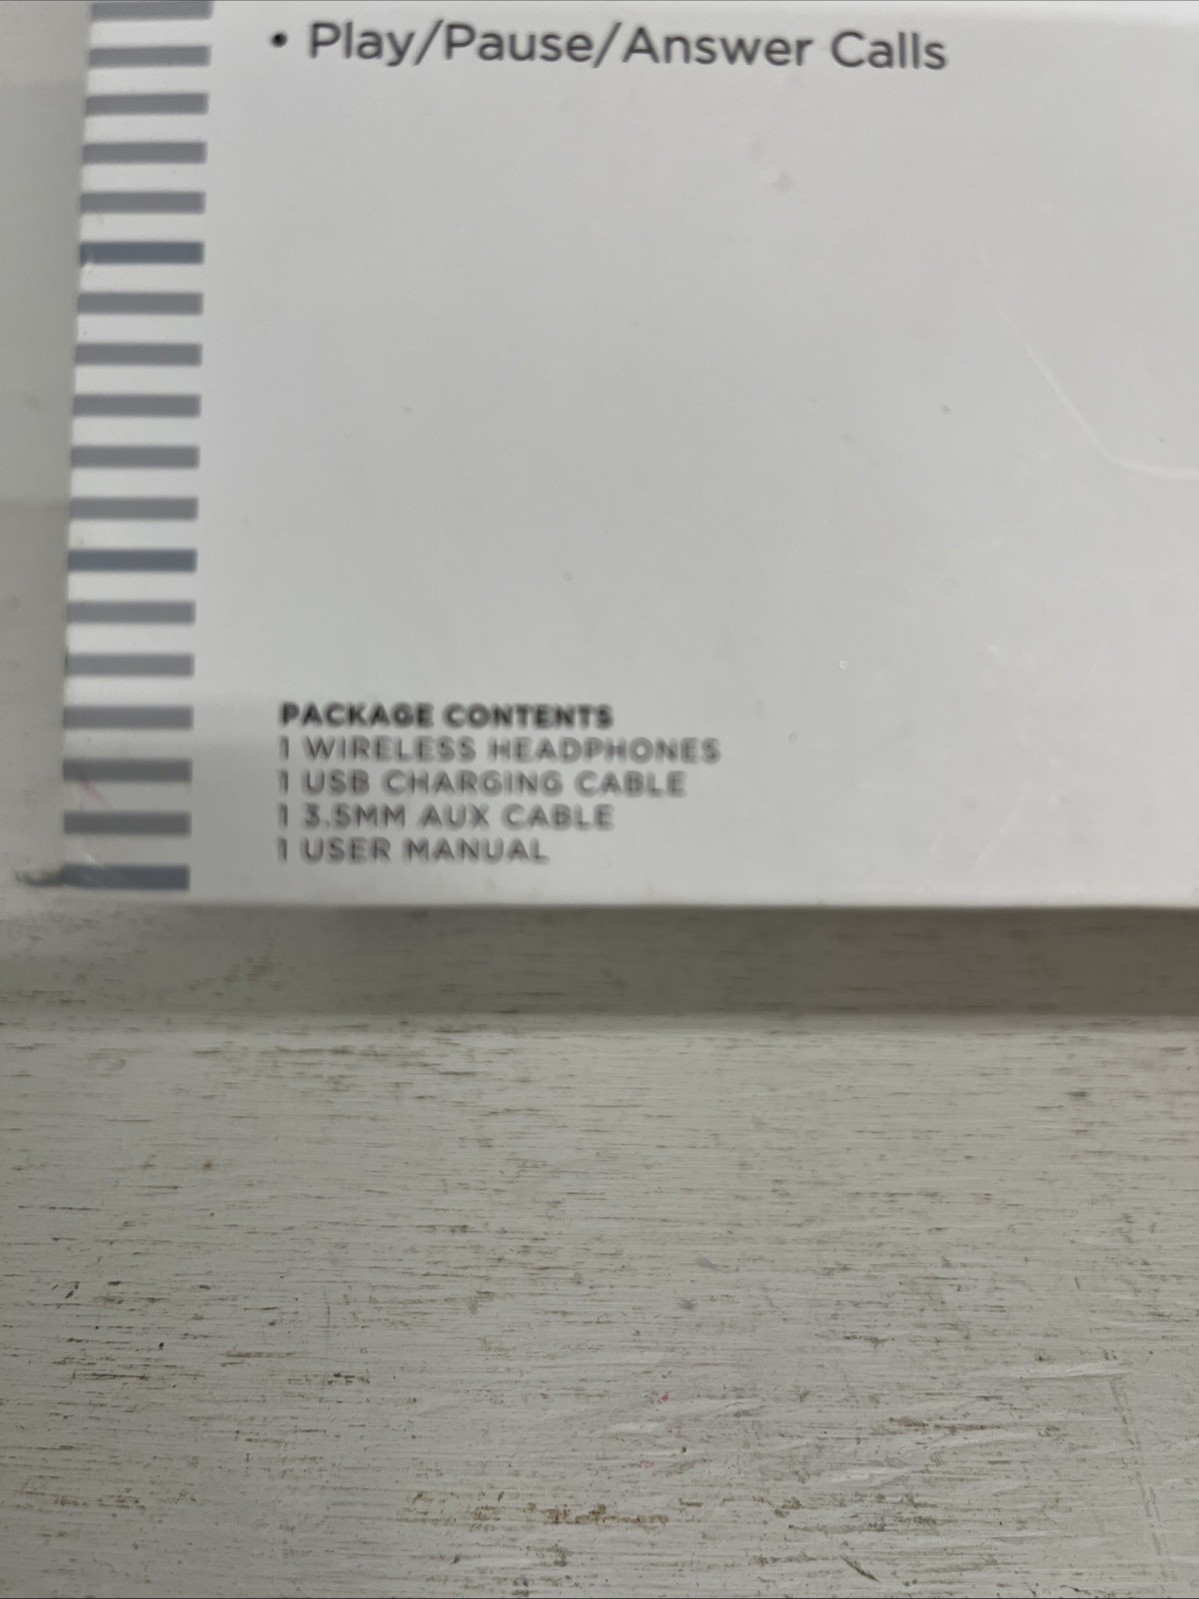 • Play/Pause/Answer Calls
PACKAGE CONTENTS
1 WIRELESS HEADPHONES
1 USB CHARGING CABLE
1 3.5MM AUX CABLE
1 USER MANUAL